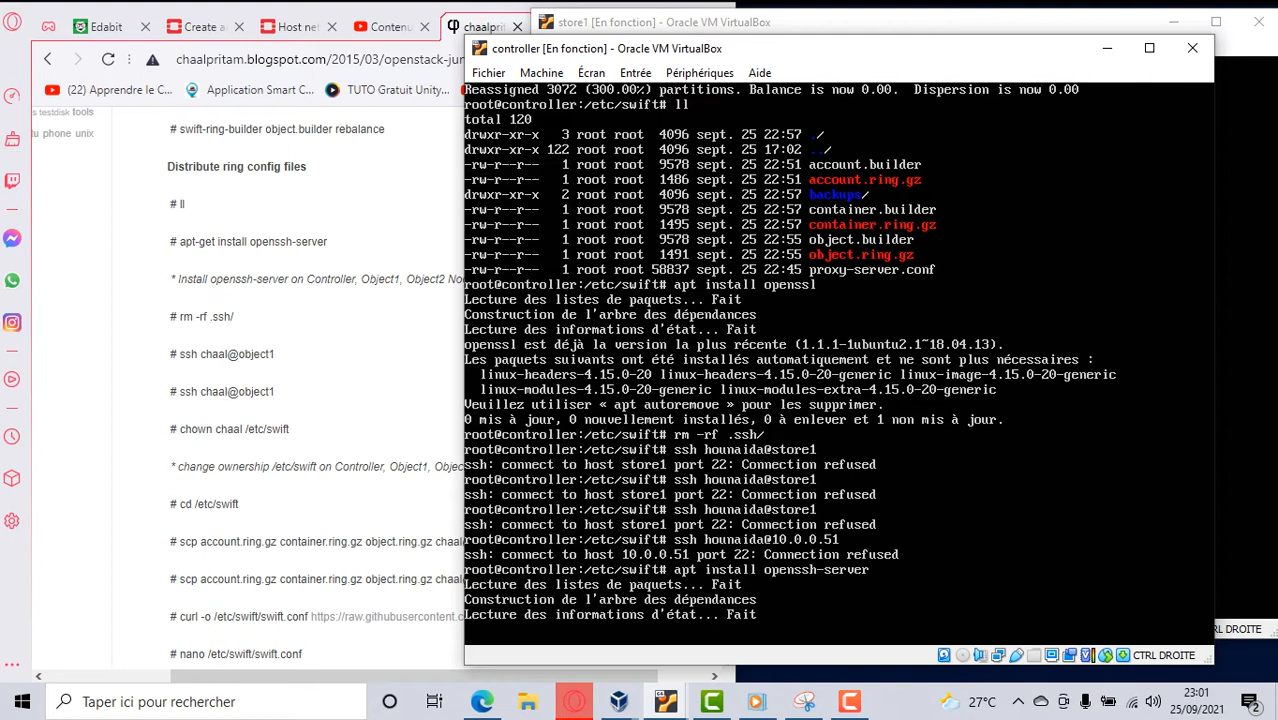 store1 [En fonction] - Oracle VM VirtualBox
Edabit
Create a
Host net
Contenu
chaalprit
controller [En fonction] - Oracle VM VirtualBox
chaalpritam.blogspot.com/2015/03/openstack-jun
Fichier Machine Écran Entrée Périphériques Aide
(22) Apprendre le C...
Application Smart C...
TUTO Gratuit Unity...
ws testdisk tools
tu phone unix
# swift-ring-builder object.builder rebalance
Distribute ring config files
# ll
# apt-get install openssh-server
* Install openssh-server on Controller, Object1, Object2 No
# rm -rf .ssh/
# ssh chaal@object1
# ssh chaal@object1
# chown chaal /etc/swift
* change ownership /etc/swift on Controller, Object1,
# cd /etc/swift
# scp account.ring.gz container.ring.gz object.ring.gz chaal
# scp account.ring.gz container.ring.gz object.ring.gz chaal
# curl -o /etc/swift/swift.conf https://raw.githubusercontent.c
# nano /etc/swift/swift.conf
Reassigned 3072 (300.00%) partitions. Balance is now 0.00.  Dispersion is now 0.00
root@controller:/etc/swift# ll
total 120
drwxr-xr-x   3 root root  4096 sept. 25 22:57 ./
drwxr-xr-x 122 root root  4096 sept. 25 17:02 ../
-rw-r--r--   1 root root  9578 sept. 25 22:51 account.builder
-rw-r--r--   1 root root  1486 sept. 25 22:51 account.ring.gz
drwxr-xr-x   2 root root  4096 sept. 25 22:57 backups/
-rw-r--r--   1 root root  9578 sept. 25 22:57 container.builder
-rw-r--r--   1 root root  1495 sept. 25 22:57 container.ring.gz
-rw-r--r--   1 root root  9578 sept. 25 22:55 object.builder
-rw-r--r--   1 root root  1491 sept. 25 22:55 object.ring.gz
-rw-r--r--   1 root root 58837 sept. 25 22:45 proxy-server.conf
root@controller:/etc/swift# apt install openssl
Lecture des listes de paquets... Fait
Construction de l'arbre des dépendances
Lecture des informations d'état... Fait
openssl est déjà la version la plus récente (1.1.1-1ubuntu2.1~18.04.13).
Les paquets suivants ont été installés automatiquement et ne sont plus nécessaires :
linux-headers-4.15.0-20 linux-headers-4.15.0-20-generic linux-image-4.15.0-20-generic
linux-modules-4.15.0-20-generic linux-modules-extra-4.15.0-20-generic
Veuillez utiliser « apt autoremove » pour les supprimer.
0 mis à jour, 0 nouvellement installés, 0 à enlever et 1 non mis à jour.
root@controller:/etc/swift# rm -rf .ssh/
root@controller:/etc/swift# ssh hounaida@store1
ssh: connect to host store1 port 22: Connection refused
root@controller:/etc/swift# ssh hounaida@store1
ssh: connect to host store1 port 22: Connection refused
root@controller:/etc/swift# ssh hounaida@store1
ssh: connect to host store1 port 22: Connection refused
root@controller:/etc/swift# ssh hounaida@10.0.0.51
ssh: connect to host 10.0.0.51 port 22: Connection refused
root@controller:/etc/swift# apt install openssh-server
Lecture des listes de paquets... Fait
Construction de l'arbre des dépendances
Lecture des informations d'état... Fait
CTRL DROITE
RL DROITE
Taper ici pour rechercher
27°C
23:01
25/09/2021
2